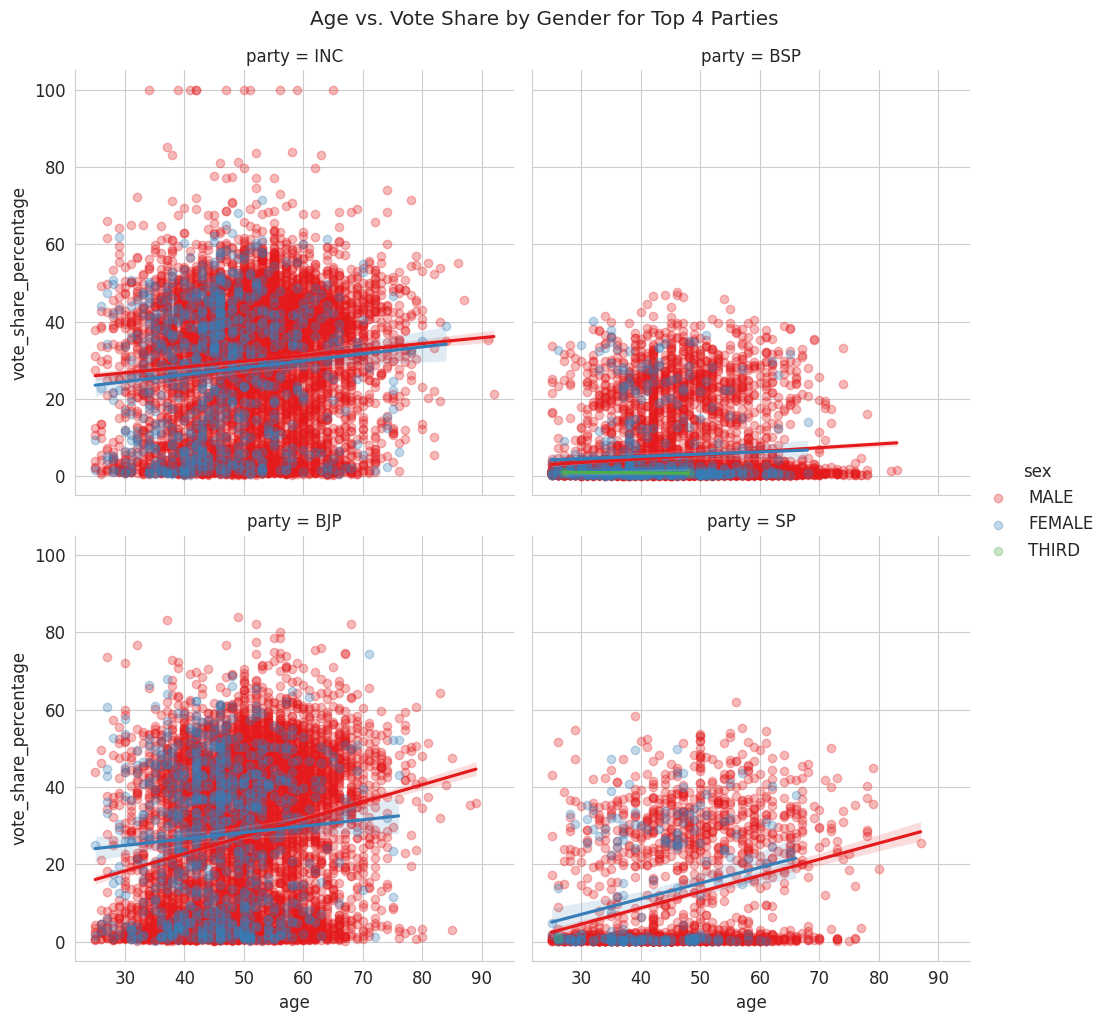 Age vs. Vote Share by Gender for Top 4 Parties
party = INC
party = BSP
100
80
60
40
20
0
vote_share_percentage
party = BJP
party = SP
100
80
60
40
20
0
vote_share_percentage
30 40 50 60 70 80 90
30 40 50 60 70 80 90
age
age
sex
MALE
FEMALE
THIRD